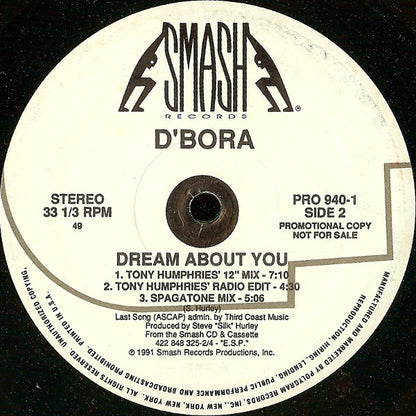 SMASH
RECORDS
®
D'BORA
STEREO
33 1/3 RPM
49
PRO 940-1
SIDE 2
PROMOTIONAL COPY
NOT FOR SALE
DREAM ABOUT YOU
1. TONY HUMPHRIES' 12" MIX - 7:10
2. TONY HUMPHRIES' RADIO EDIT - 4:30
3. SPAGATONE MIX - 5:06
(S. Hurley)
Last Song (ASCAP) admin. by Third Coast Music
Produced by Steve "Silk" Hurley
From the Smash CD & Cassette
422 848 325-2/4 - "E.S.P."
℗ 1991 Smash Records Productions, Inc.
MANUFACTURED AND MARKETED BY POLYGRAM RECORDS, INC., NEW YORK, NEW YORK. ALL RIGHTS RESERVED. UNAUTHORIZED COPYING, REPRODUCTION, HIRING, LENDING, PUBLIC PERFORMANCE AND BROADCASTING PROHIBITED. PRINTED IN U.S.A.